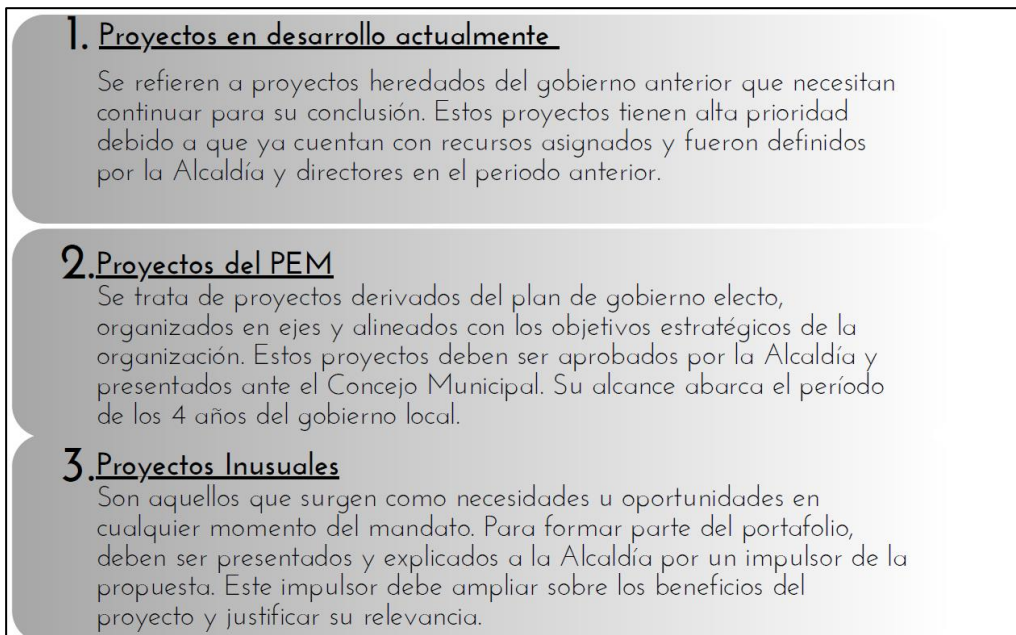 1. Proyectos en desarrollo actualmente
Se refieren a proyectos heredados del gobierno anterior que necesitan
continuar para su conclusión. Estos proyectos tienen alta prioridad
debido a que ya cuentan con recursos asignados y fueron definidos
por la Alcaldía y directores en el periodo anterior.
2. Proyectos del PEM
Se trata de proyectos derivados del plan de gobierno electo,
organizados en ejes y alineados con los objetivos estratégicos de la
organización. Estos proyectos deben ser aprobados por la Alcaldía y
presentados ante el Concejo Municipal. Su alcance abarca el período
de los 4 años del gobierno local.
3. Proyectos Inusuales
Son aquellos que surgen como necesidades u oportunidades en
cualquier momento del mandato. Para formar parte del portafolio,
deben ser presentados y explicados a la Alcaldía por un impulsor de la
propuesta. Este impulsor debe ampliar sobre los beneficios del
proyecto y justificar su relevancia.